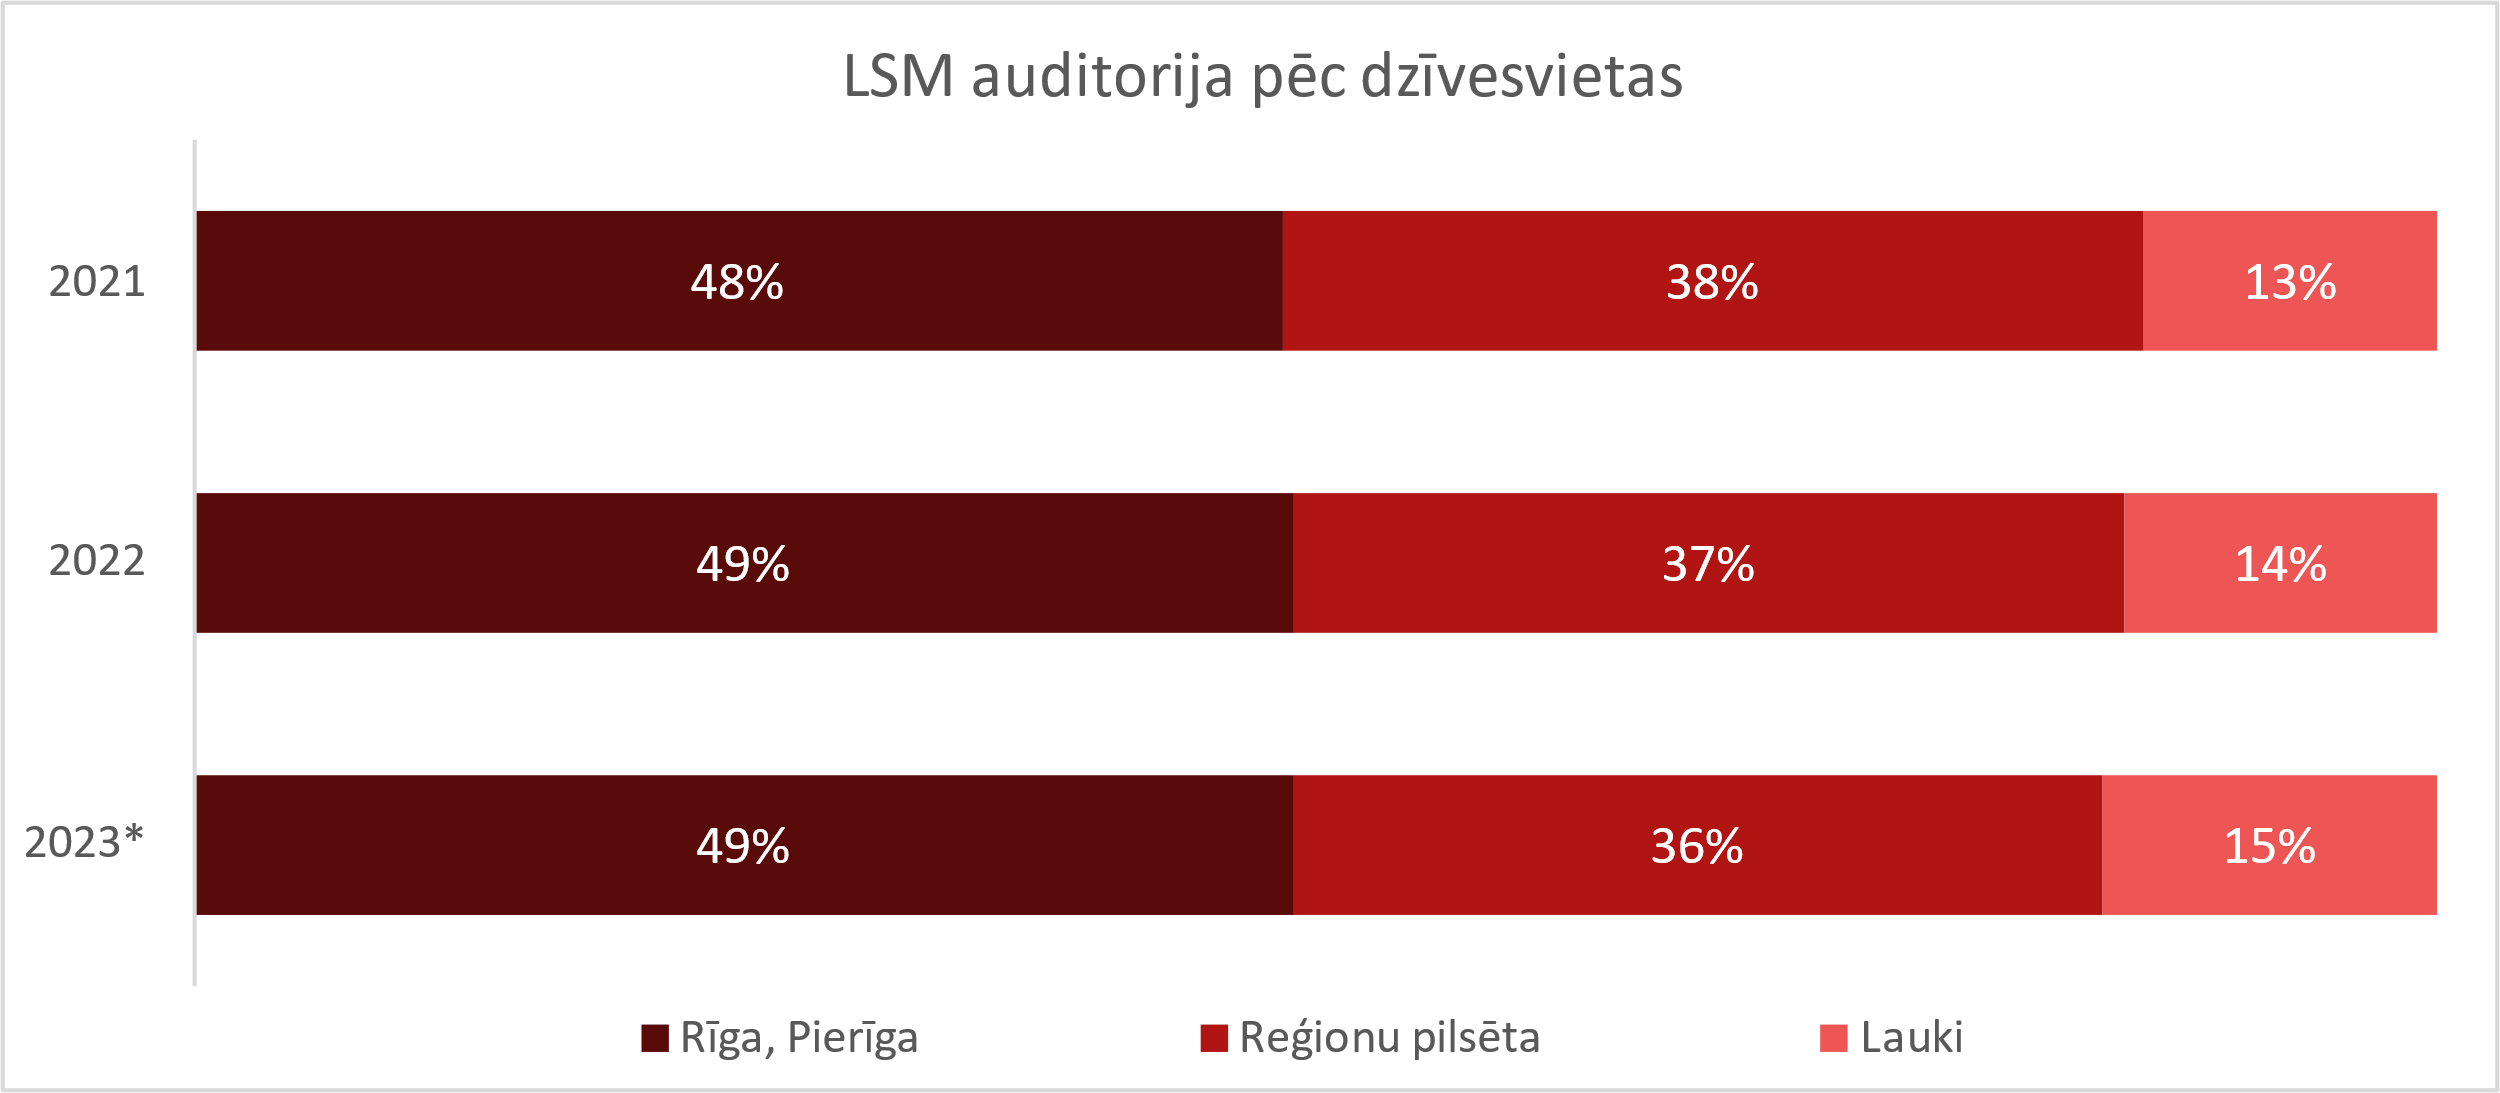 LSM auditorija pēc dzīvesvietas
2021 48% 38% 13%
2022 49% 37% 14%
2023* 49% 36% 15%
Rīga, Pierīga Reģionu pilsēta Lauki